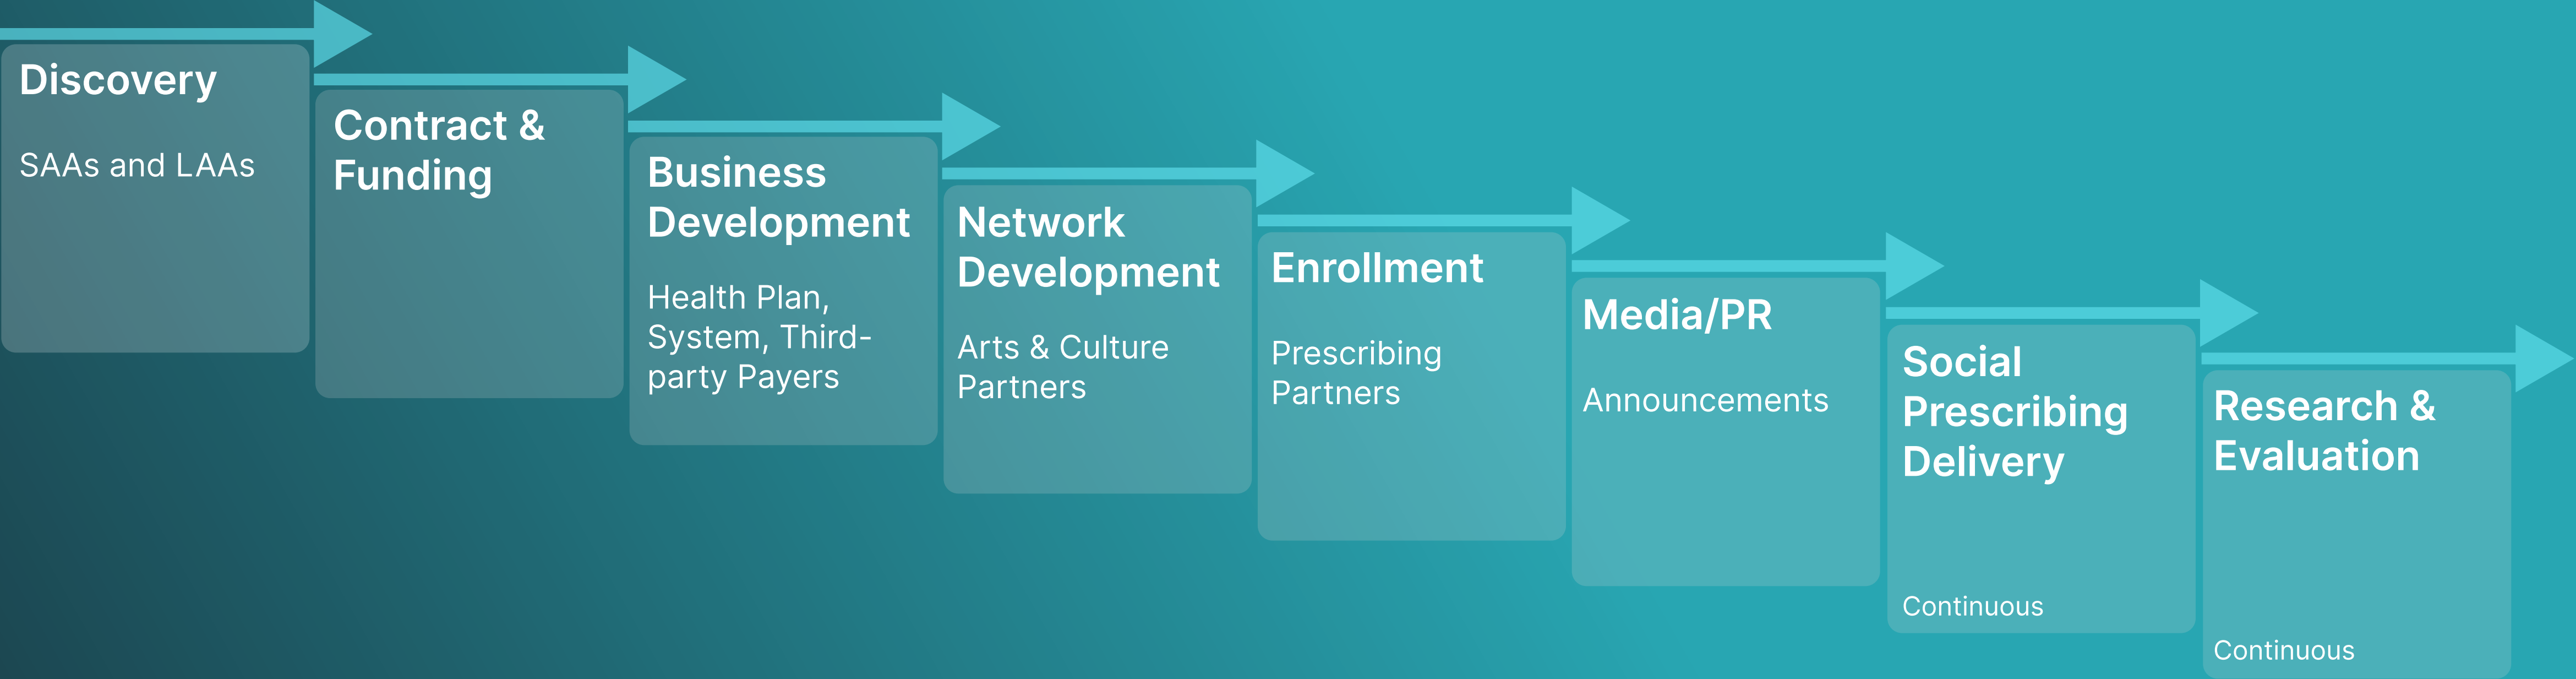 Discovery
SAAs and LAAs
Contract &
Funding
Business
Development
Health Plan,
System, Third-
party Payers
Network
Development
Arts & Culture
Partners
Enrollment
Prescribing
Partners
Media/PR
Announcements
Social
Prescribing
Delivery
Continuous
Research &
Evaluation
Continuous